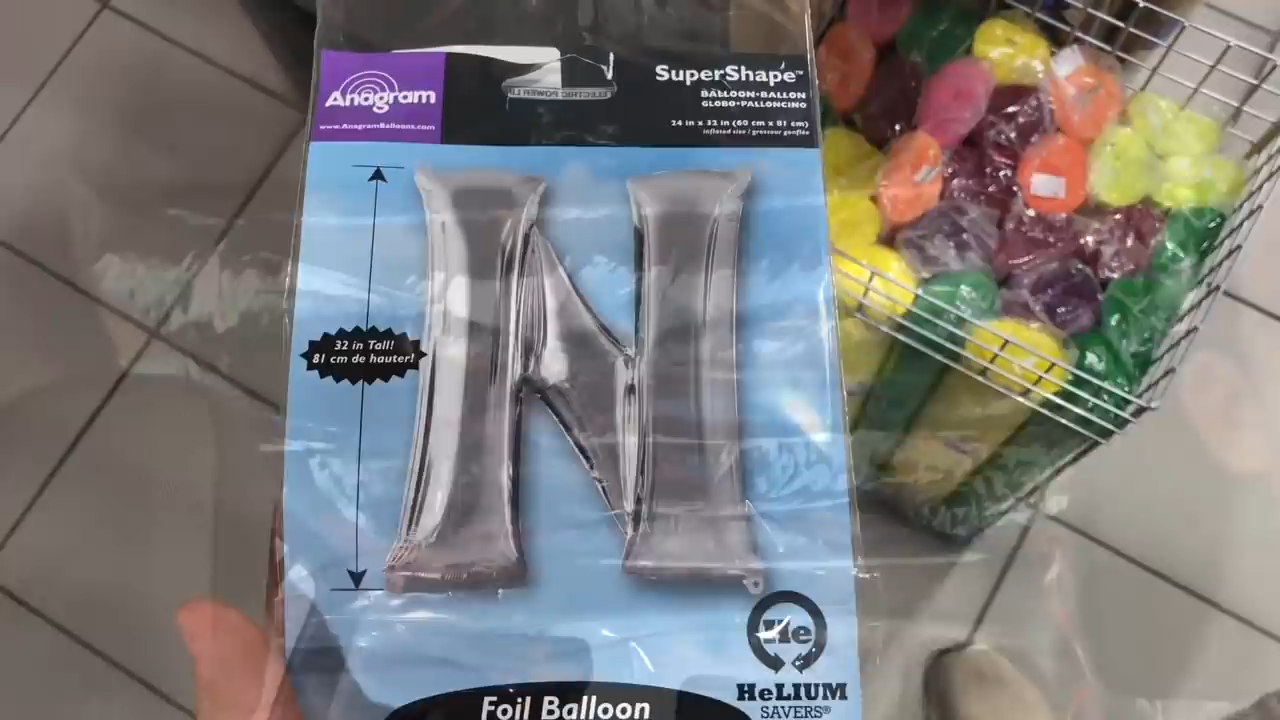 Anagram
www.AnagramBalloons.com
SuperShape™
BALLOON•BALLON
GLOBO•PALLONCINO
24 in x 32 in (60 cm x 81 cm)
inflated size / grosseur gonflée
32 in Tall!
81 cm de hauter!
N
He
HeLIUM
SAVERS®
Foil Balloon